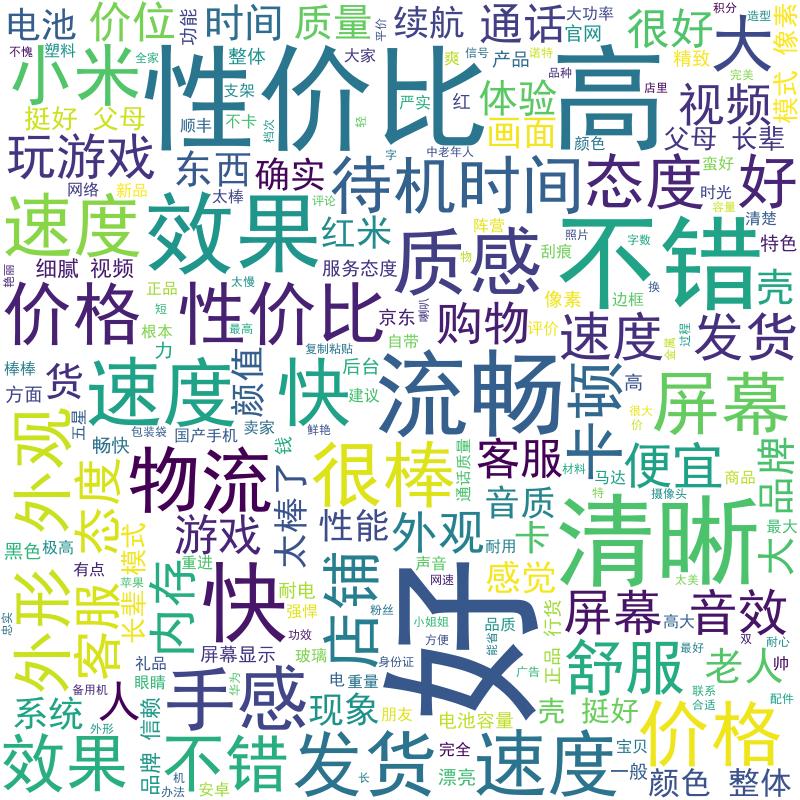 电池
价位
功能
时间
质量
平价
续航
通话
大功率
官网
很好
大
积分
造型
像素
不愧
塑料
全家
小米
性价比
高
整体
支架
大家
爽
信号
产品
诺特
品种
店里
精致
完美
模式
挺好
父母
顺丰
不卡
档次
轻
严实
红
体验
画面
颜色
视频
父母
长辈
玩游戏
东西
确实
字
中老年人
待机时间
态度
蛮好
好
网络
新品
太棒
评论
时光
容量
速度
效果
红米
质感
阵营
物
不错
照片
字数
清楚
特色
刮痕
艳丽
细腻
视频
服务态度
壳
正品
太慢
短
价格
性价比
京东
喇叭
购物
像素
边框
换
根本
力
最高
复制粘贴
自带
评价
速度
金属
过程
发货
棒棒
方面
货
速度
颜值
快
后台
建议
流畅
卡顿
高
屏幕
五星
很大
价
外观
畅快
包装袋
国产手机
卖家
鲜艳
钱
物流
很棒
通话质量
客服
材料
马达
便宜
商品
品牌
态度
太棒了
音质
特
摄像头
游戏
性能
外观
耐用
卡
清晰
最大
大
黑色
极高
模式
重进
声音
有点
苹果
长辈
外形
客服
内存
快
耐电
强悍
店铺
网速
感觉
太美
好
粉丝
小姐姐
品质
行货
屏幕
高大
音效
忠实
功效
方便
能省
双
耐心
礼品
屏幕显示
玻璃
身份证
正品
舒服
最好
老人
帅
眼睛
备用机
人
华为
手感
电
重量
广告
联系
合适
配件
系统
外形
信赖
现象
朋友
电池容量
壳
挺好
价格
效果
品牌
机
办法
不错
安卓
发货
长
完全
漂亮
速度
宝贝
一般
颜色
整体